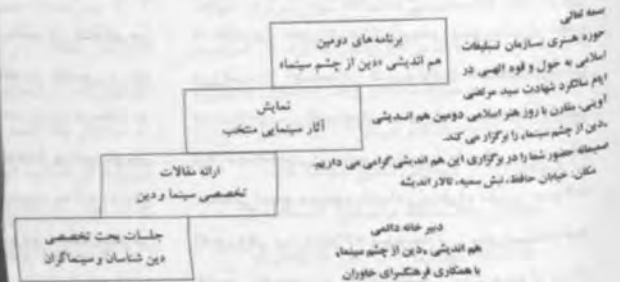 بسمه تعالی
حوزه هنری سازمان تبلیغات
اسلامی به حول و قوه الهی در
ایام سالگرد شهادت سید مرتضی
آوینی، مقارن با روز هنر اسلامی دومین هم اندیشی
«دین از چشم سینما» را برگزار می کند.
صمیمانه حضور شما را در برگزاری این هم اندیشی گرامی می داریم.
مکان: خیابان حافظ، نبش سمیه، تالار اندیشه
دبیر خانه دائمی
هم اندیشی «دین از چشم سینما»
با همکاری فرهنگسرای خاوران
برنامه های دومین
هم اندیشی «دین از چشم سینما»
نمایش
آثار سینمایی منتخب
ارائه مقالات
تخصصی سینما و دین
جلسات بحث تخصصی
دین شناسان و سینماگران